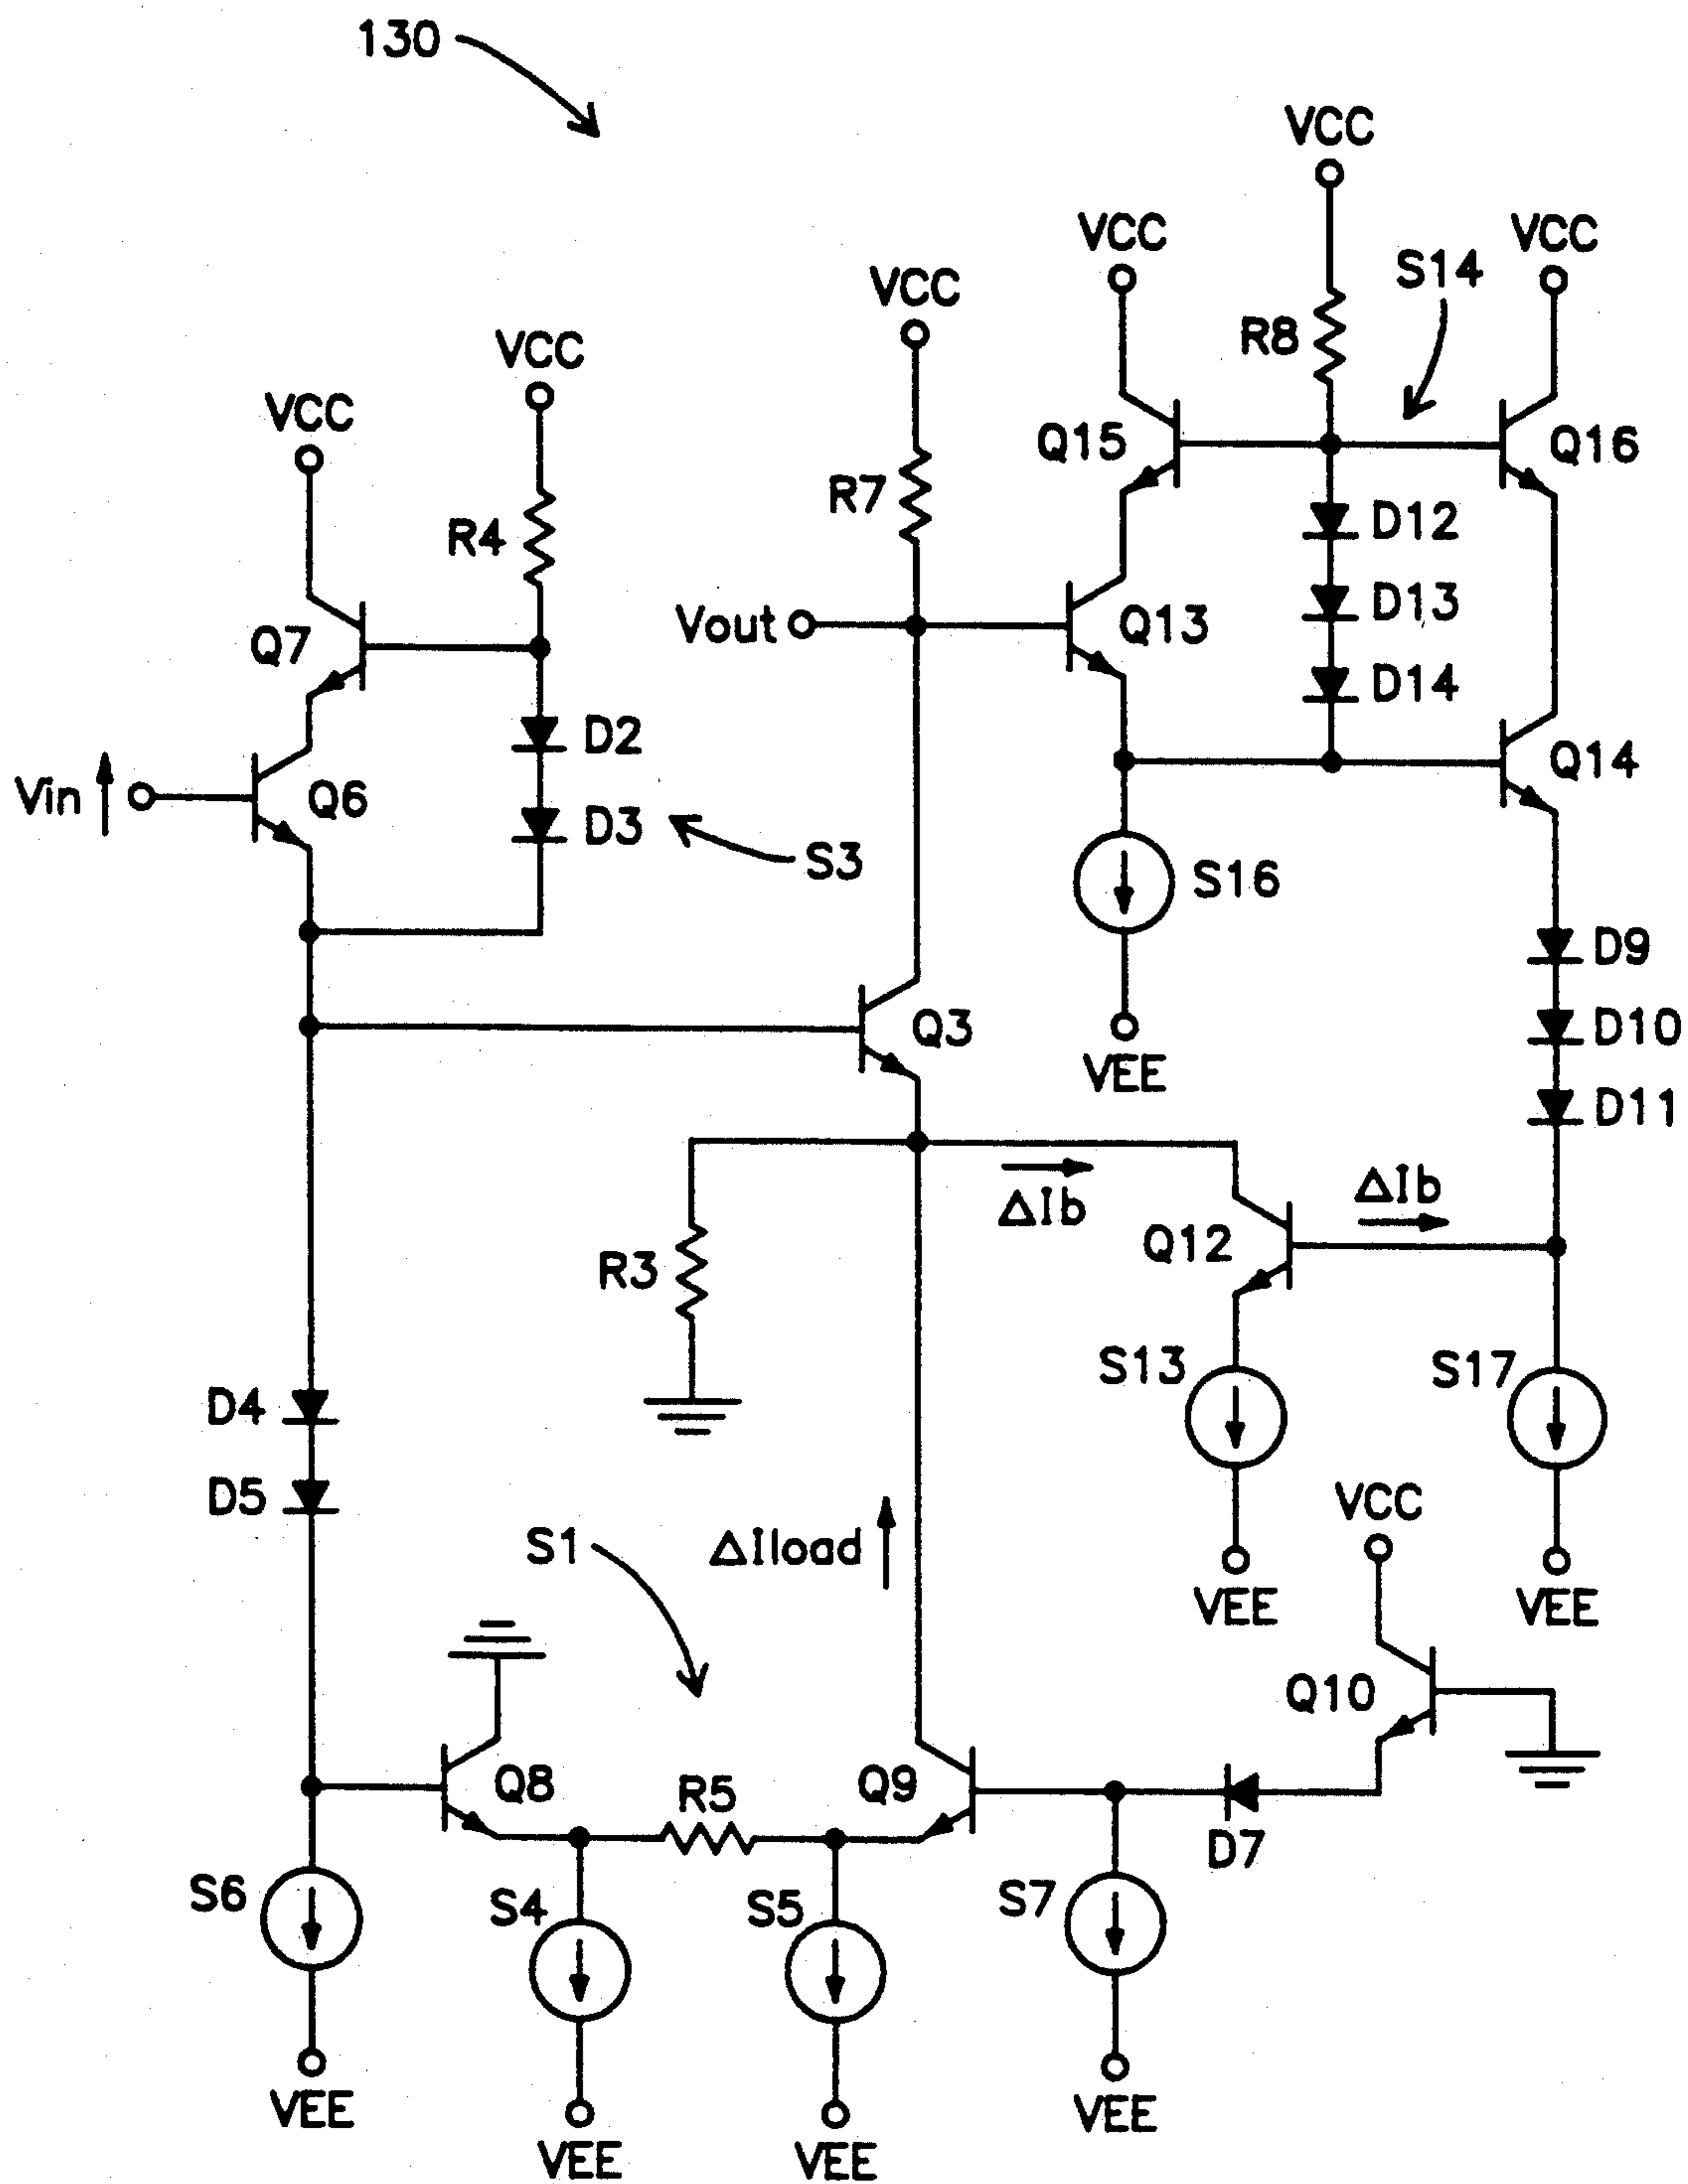 130
VCC
VCC
VCC
S14
VCC
R8
VCC
VCC
Q15
Q16
R7
D12
R4
D13
Vout
Q13
Q7
D14
D2
Q14
Vin
Q6
D3
S3
S16
D9
Q3
D10
VEE
D11
ΔIb
ΔIb
Q12
R3
S13
S17
D4
D5
VCC
S1
ΔIload
VEE
VEE
Q10
Q8
R5
Q9
D7
S6
S4
S5
S7
VEE
VEE
VEE
VEE